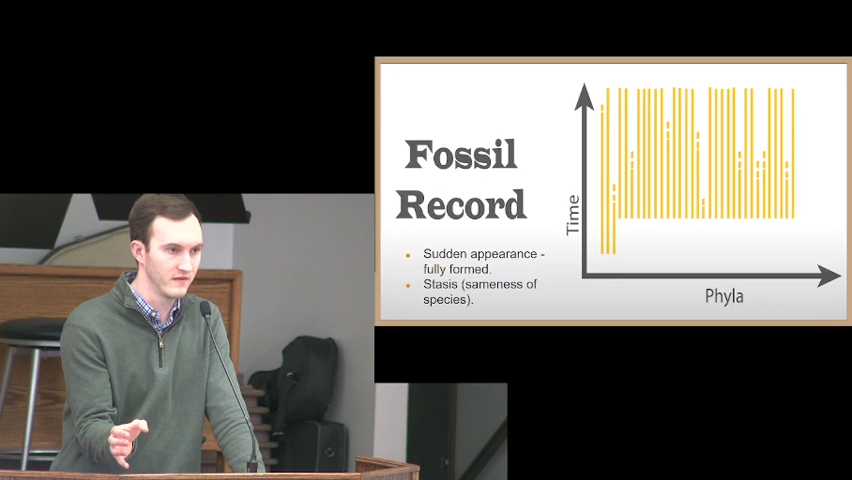 Fossil
Record
Sudden appearance -
fully formed.
Stasis (sameness of
species).
Time
Phyla